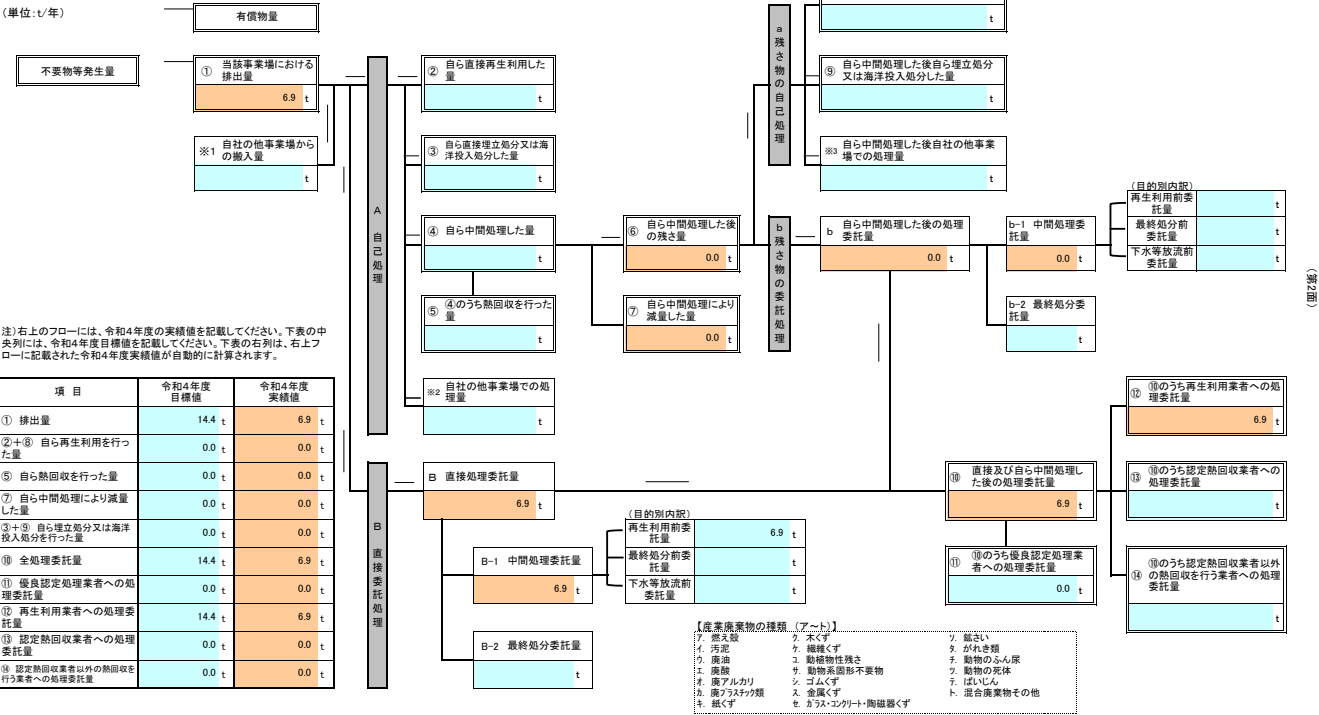 （単位:t/年）
有償物量
t
不要物等発生量
① 当該事業場における
排出量
6.9 t
※1 自社の他事業場から
の搬入量
t
A 自己処理
② 自ら直接再生利用した
量
t
③ 自ら直接埋立処分又は海
洋投入処分した量
t
④ 自ら中間処理した量
t
⑤ ④のうち熱回収を行った
量
t
※2 自社の他事業場での処
理量
t
⑥ 自ら中間処理した後
の残さ量
0.0 t
⑦ 自ら中間処理により
減量した量
0.0 t
a 残さ物の自己処理
⑨ 自ら中間処理した後自ら埋立処分
又は海洋投入処分した量
t
※3 自ら中間処理した後自社の他事業
場での処理量
t
b 残さ物の委託処理
b 自ら中間処理した後の処理
委託量
0.0 t
b-1 中間処理委
託量
0.0 t
b-2 最終処分委
託量
t
（目的別内訳）
再生利用前委
託量 t
最終処分前
委託量 t
下水等放流前
委託量 t
（第2面）
注）右上のフローには、令和4年度の実績値を記載してください。下表の中
央列には、令和4年度目標値を記載してください。下表の右列は、右上フ
ローに記載された令和4年度実績値が自動的に計算されます。
項 目 令和4年度
目標値 令和4年度
実績値
① 排出量 14.4 t 6.9 t
②+⑧ 自ら再生利用を行っ
た量 0.0 t 0.0 t
⑤ 自ら熱回収を行った量 0.0 t 0.0 t
⑦ 自ら中間処理により減量
した量 0.0 t 0.0 t
③+⑨ 自ら埋立処分又は海洋
投入処分を行った量 0.0 t 0.0 t
⑩ 全処理委託量 14.4 t 6.9 t
⑪ 優良認定処理業者への処
理委託量 0.0 t 0.0 t
⑫ 再生利用業者への処理委
託量 14.4 t 6.9 t
⑬ 認定熱回収業者への処理
委託量 0.0 t 0.0 t
⑭ 認定熱回収業者以外の熱回収を
行う業者への処理委託量 0.0 t 0.0 t
B 直接委託処理
B 直接処理委託量
6.9 t
B-1 中間処理委託量
6.9 t
B-2 最終処分委託量
t
（目的別内訳）
再生利用前委
託量 6.9 t
最終処分前委
託量 t
下水等放流前
委託量 t
⑩ 直接及び自ら中間処理し
た後の処理委託量
6.9 t
⑪ ⑩のうち優良認定処理業
者への処理委託量
0.0 t
⑫ ⑩のうち再生利用業者への処
理委託量
6.9 t
⑬ ⑩のうち認定熱回収業者への
処理委託量
t
⑭ ⑩のうち認定熱回収業者以外
の熱回収を行う業者への処理
委託量
t
【産業廃棄物の種類 （ア～ト）】
ア. 燃え殻 ク. 木くず ソ. 鉱さい
イ. 汚泥 ケ. 繊維くず タ. がれき類
ウ. 廃油 コ. 動植物性残さ チ. 動物のふん尿
エ. 廃酸 サ. 動物系固形不要物 ツ. 動物の死体
オ. 廃アルカリ シ. ゴムくず テ. ばいじん
カ. 廃プラスチック類 ス. 金属くず ト. 混合廃棄物その他
キ. 紙くず セ. ガラス・コンクリート・陶磁器くず